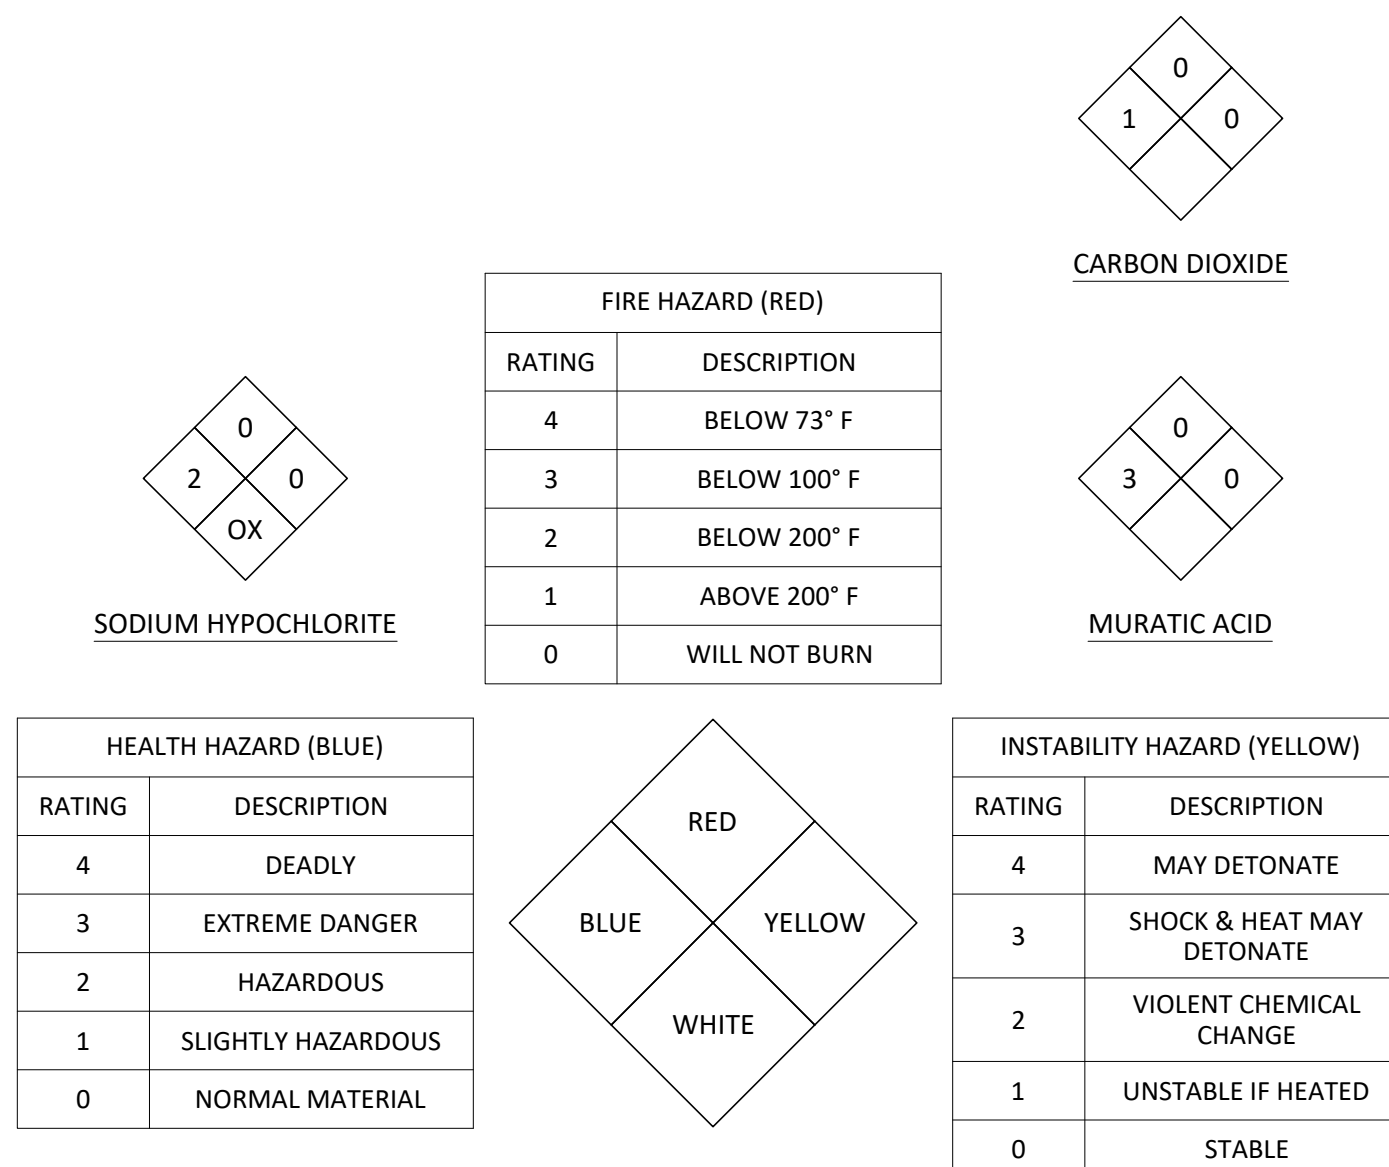 0
1
0
CARBON DIOXIDE
FIRE HAZARD (RED)
RATING DESCRIPTION
4 BELOW 73° F
3 BELOW 100° F
2 BELOW 200° F
1 ABOVE 200° F
0 WILL NOT BURN
0
2
0
OX
SODIUM HYPOCHLORITE
0
3
0
MURATIC ACID
HEALTH HAZARD (BLUE)
RATING DESCRIPTION
4 DEADLY
3 EXTREME DANGER
2 HAZARDOUS
1 SLIGHTLY HAZARDOUS
0 NORMAL MATERIAL
RED
BLUE
YELLOW
WHITE
INSTABILITY HAZARD (YELLOW)
RATING DESCRIPTION
4 MAY DETONATE
3 SHOCK & HEAT MAY
DETONATE
2 VIOLENT CHEMICAL
CHANGE
1 UNSTABLE IF HEATED
0 STABLE